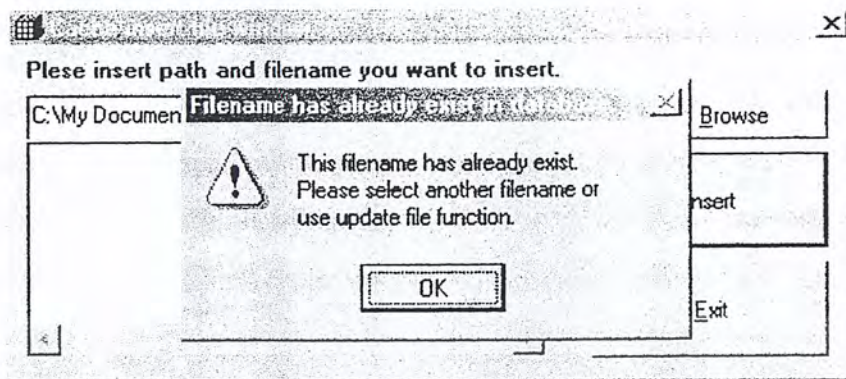 Plese insert path and filename you want to insert.
C:\My Documen
Browse
Filename has already exist in database
This filename has already exist.
Please select another filename or
use update file function.
OK
nsert
Exit